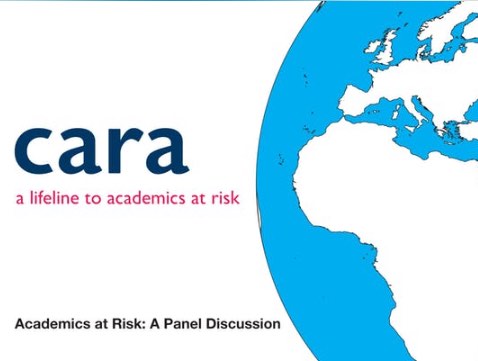 cara
a lifeline to academics at risk
Academics at Risk: A Panel Discussion